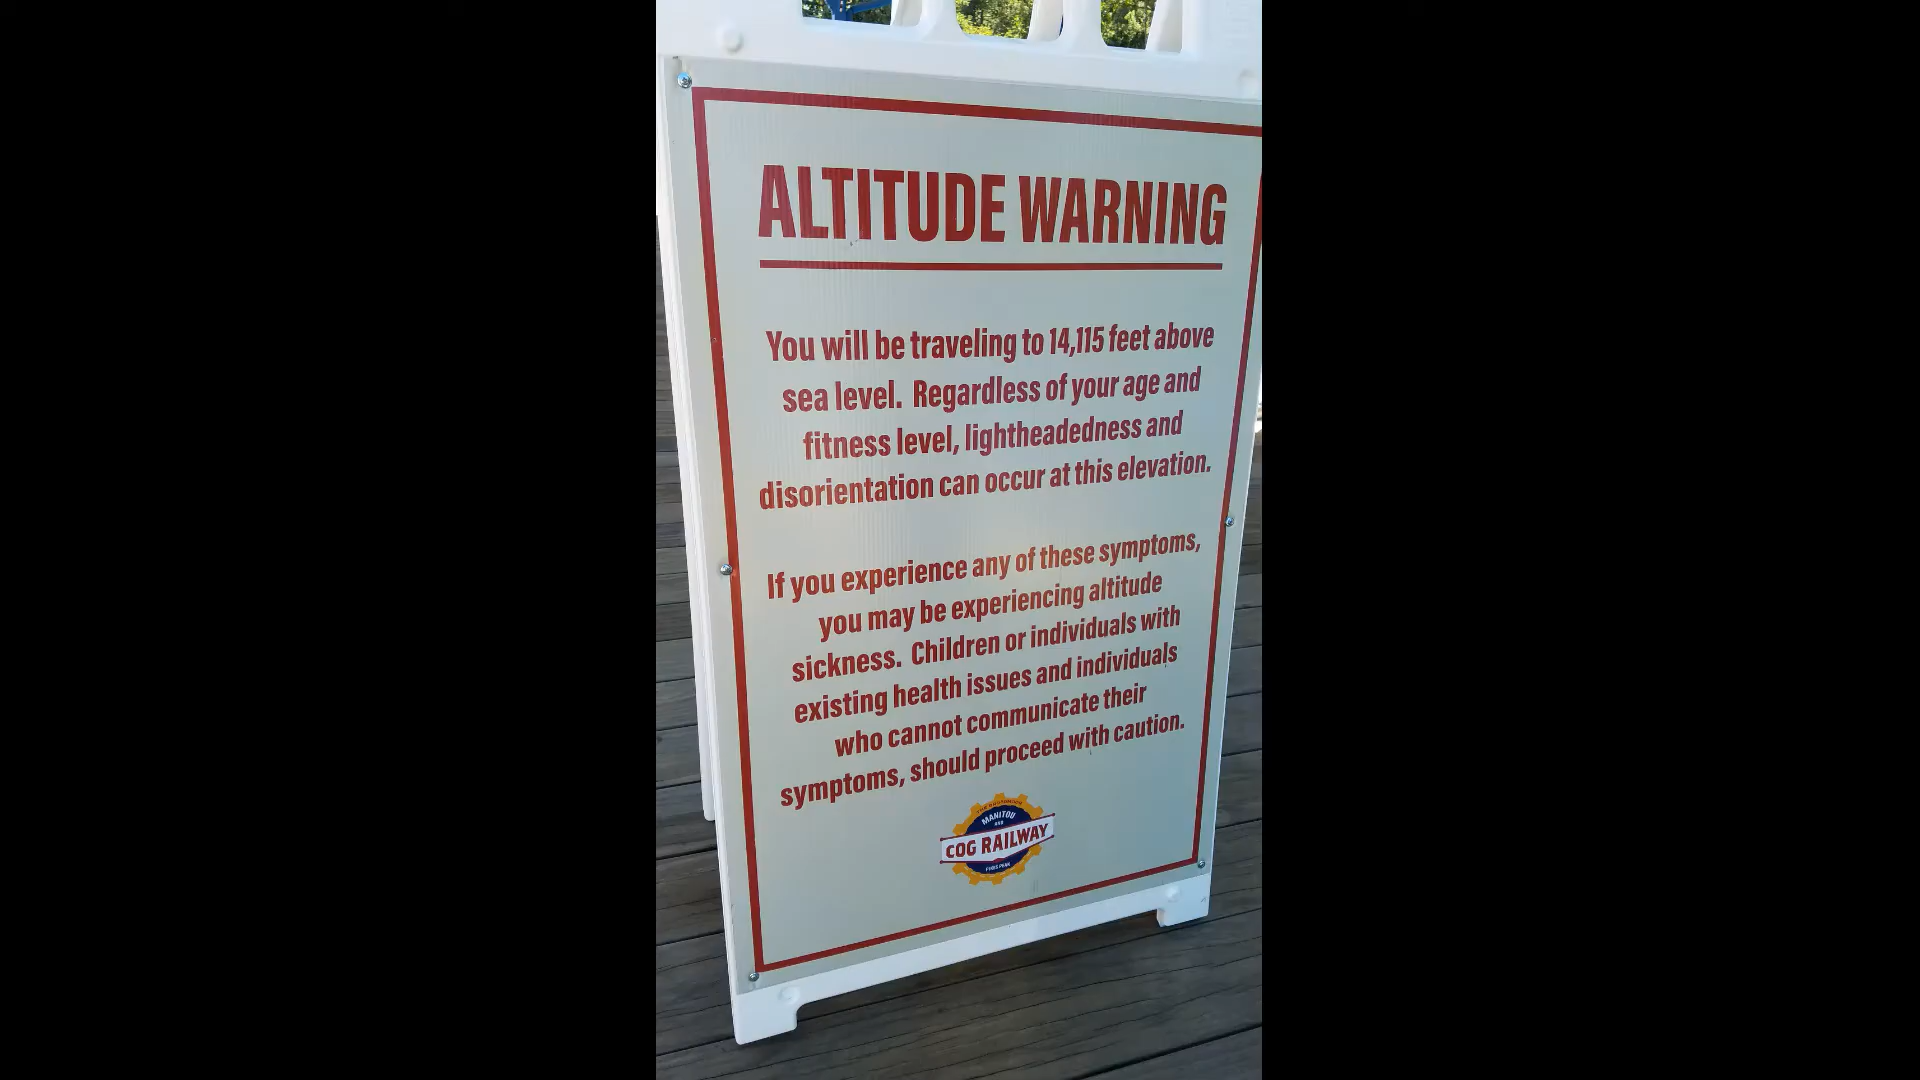 ALTITUDE WARNING
You will be traveling to 14,115 feet above
sea level. Regardless of your age and
fitness level, lightheadedness and
disorientation can occur at this elevation.
If you experience any of these symptoms,
you may be experiencing altitude
sickness. Children or individuals with
existing health issues and individuals
who cannot communicate their
symptoms, should proceed with caution.
THE BROADMOOR
MANITOU
AND
COG RAILWAY
PIKES PEAK